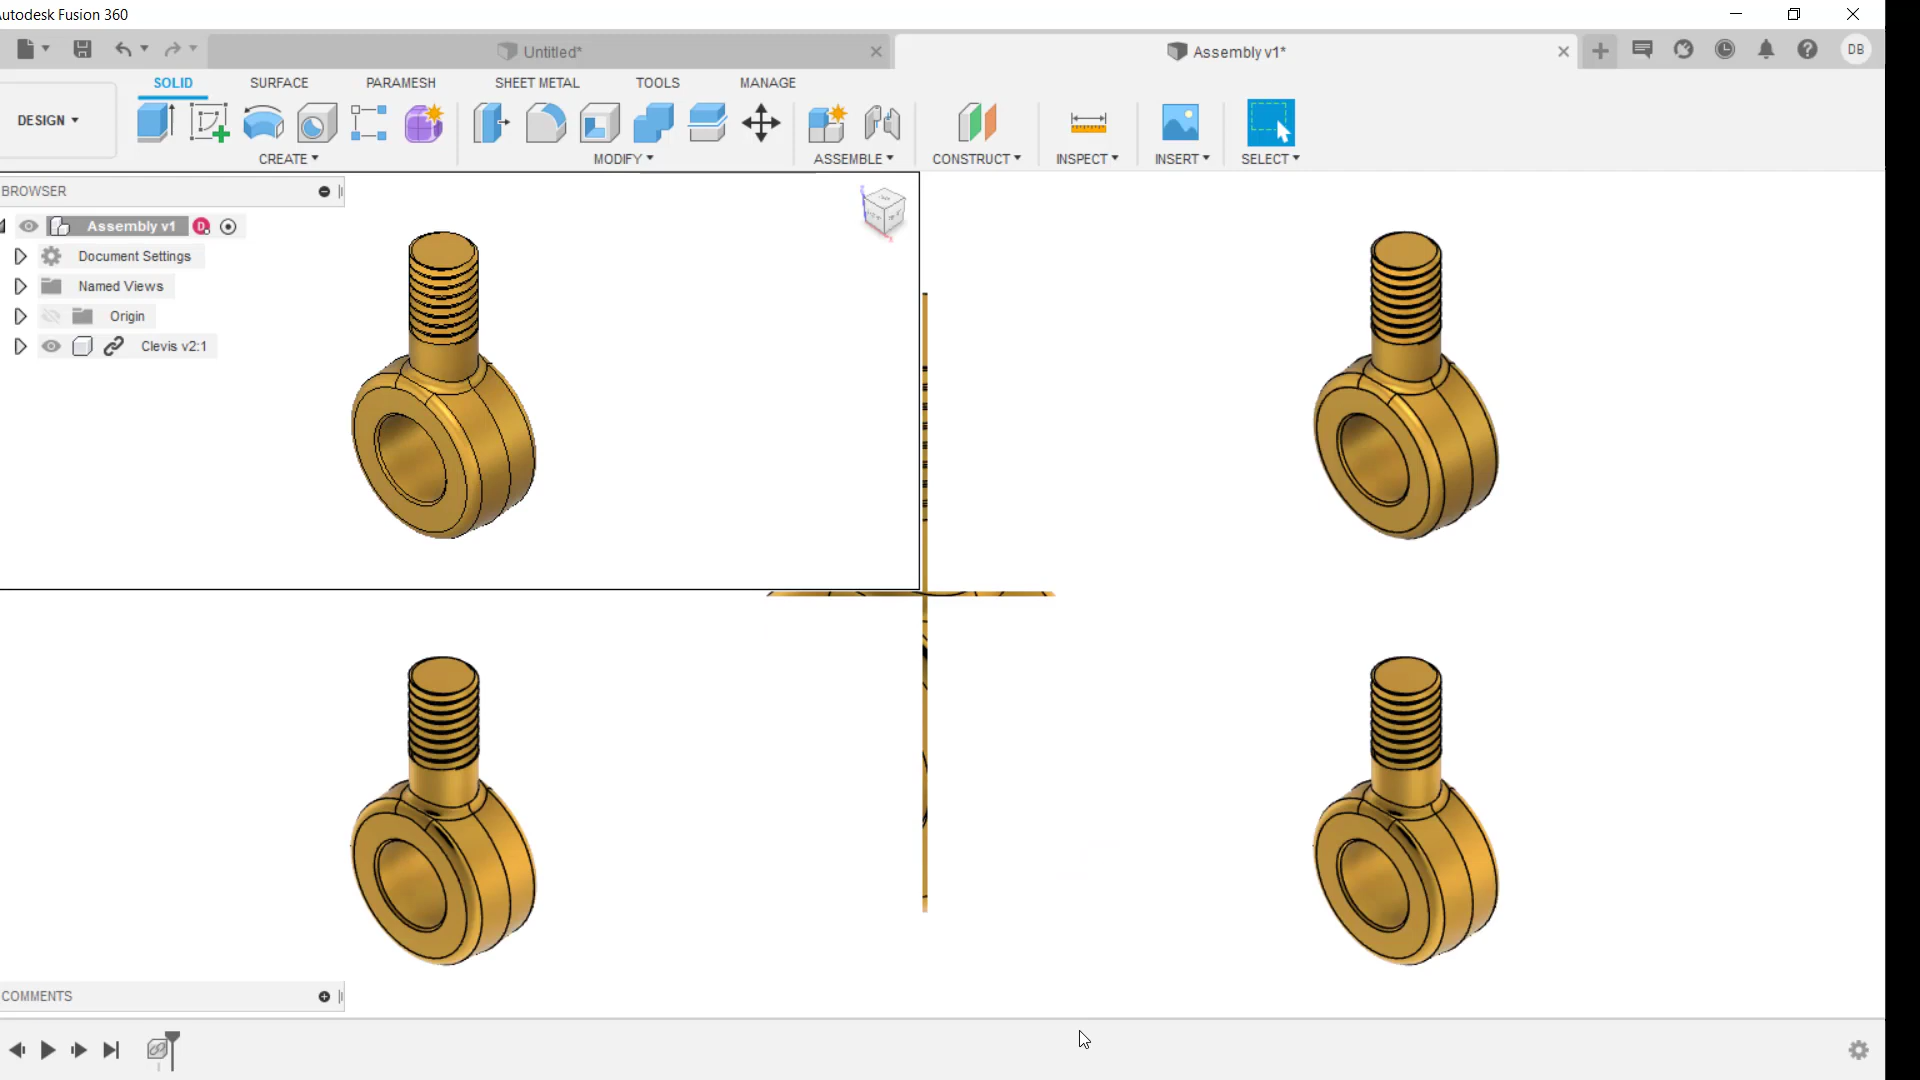 Autodesk Fusion 360
Untitled*
Assembly v1*
DB
SOLID
SURFACE
PARAMESH
SHEET METAL
TOOLS
MANAGE
DESIGN
CREATE
MODIFY
ASSEMBLE
CONSTRUCT
INSPECT
INSERT
SELECT
BROWSER
Assembly v1
D
Document Settings
Named Views
Origin
Clevis v2:1
COMMENTS